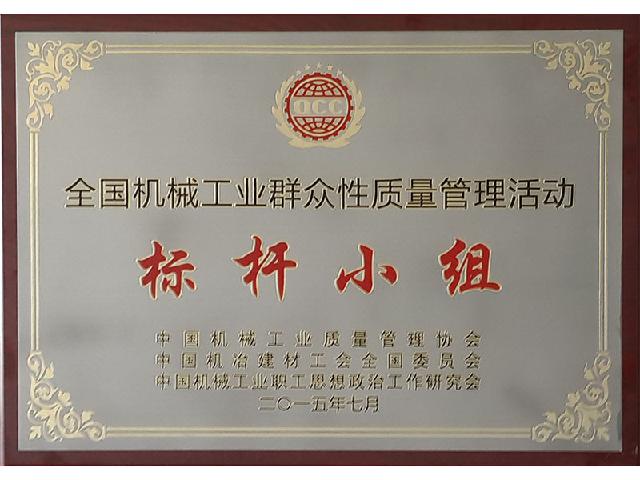 QCC
全国机械工业群众性质量管理活动
标杆小组
中国机械工业质量管理协会
中国机冶建材工会全国委员会
中国机械工业职工思想政治工作研究会
二〇一五年七月